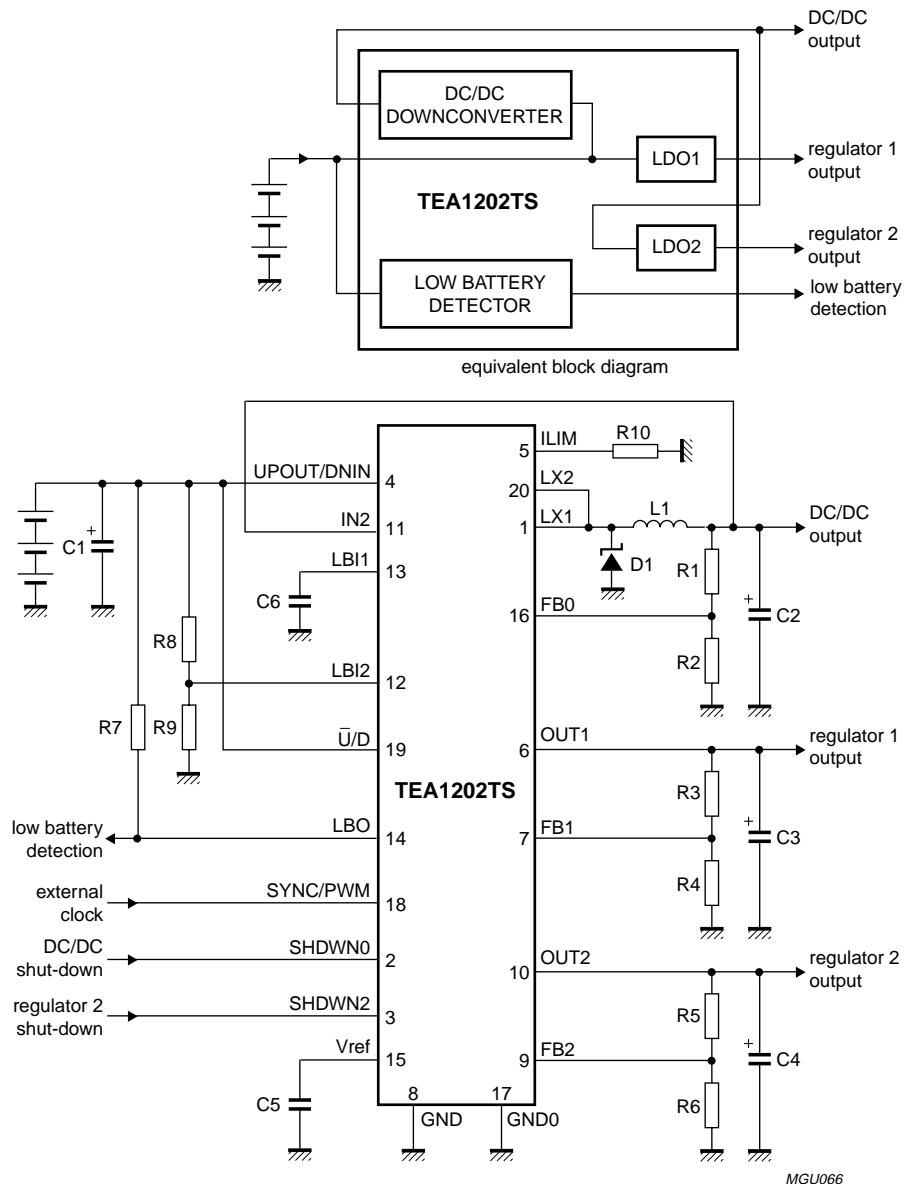 DC/DC
output
DC/DC
DOWNCONVERTER
LDO1
regulator 1
output
TEA1202TS
LDO2
regulator 2
output
LOW BATTERY
DETECTOR
low battery
detection
equivalent block diagram
5
ILIM
R10
UPOUT/DNIN
4
20
LX2
IN2
11
1
LX1
L1
DC/DC
output
C1
+
LBI1
13
D1
R1
C6
16
FB0
+
C2
R8
R2
LBI2
12
R7
R9
U̅/D
19
6
OUT1
regulator 1
output
TEA1202TS
R3
low battery
detection
LBO
14
7
FB1
+
C3
R4
external
clock
SYNC/PWM
18
DC/DC
shut-down
SHDWN0
2
10
OUT2
regulator 2
output
regulator 2
shut-down
SHDWN2
3
R5
Vref
15
9
FB2
+
C4
C5
8
17
R6
GND
GND0
MGU066